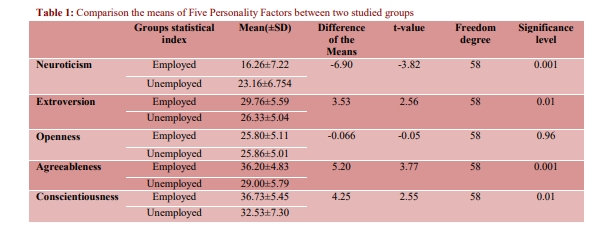 Table 1: Comparison the means of Five Personality Factors between two studied groups
Groups statistical index Mean(±SD) Difference of the Means t-value Freedom degree Significance level
Neuroticism Employed 16.26±7.22 -6.90 -3.82 58 0.001
Unemployed 23.16±6.754
Extroversion Employed 29.76±5.59 3.53 2.56 58 0.01
Unemployed 26.33±5.04
Openness Employed 25.80±5.11 -0.066 -0.05 58 0.96
Unemployed 25.86±5.01
Agreeableness Employed 36.20±4.83 5.20 3.77 58 0.001
Unemployed 29.00±5.79
Conscientiousness Employed 36.73±5.45 4.25 2.55 58 0.01
Unemployed 32.53±7.30